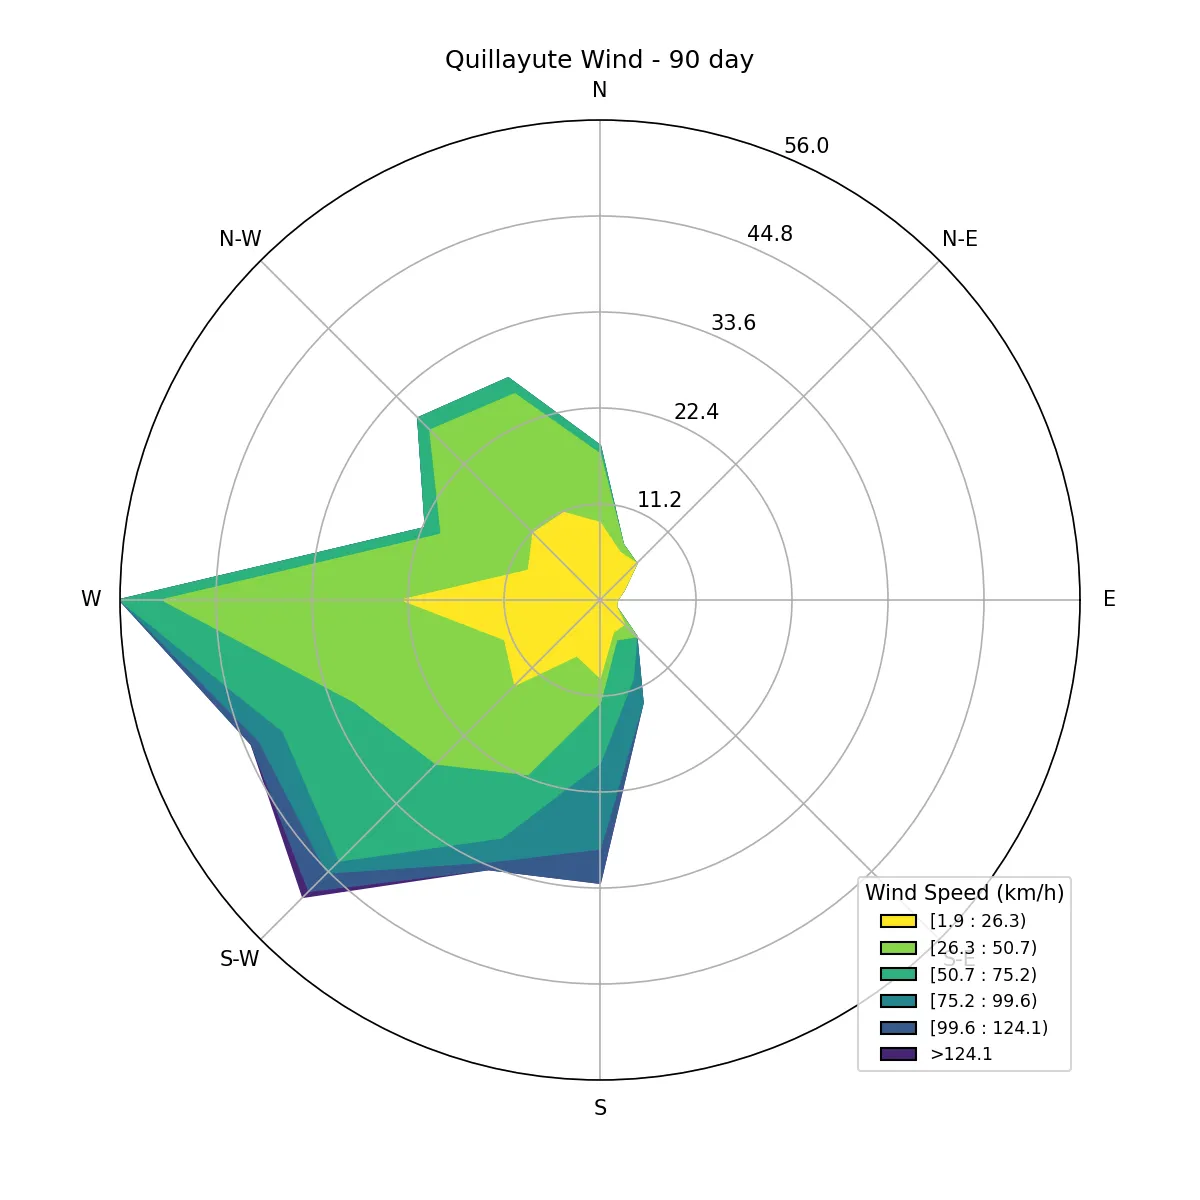 Quillayute Wind - 90 day
N
56.0
N-W
44.8
N-E
33.6
22.4
11.2
W
E
S-W
S-E
S
Wind Speed (km/h)
[1.9 : 26.3)
[26.3 : 50.7)
[50.7 : 75.2)
[75.2 : 99.6)
[99.6 : 124.1)
>124.1